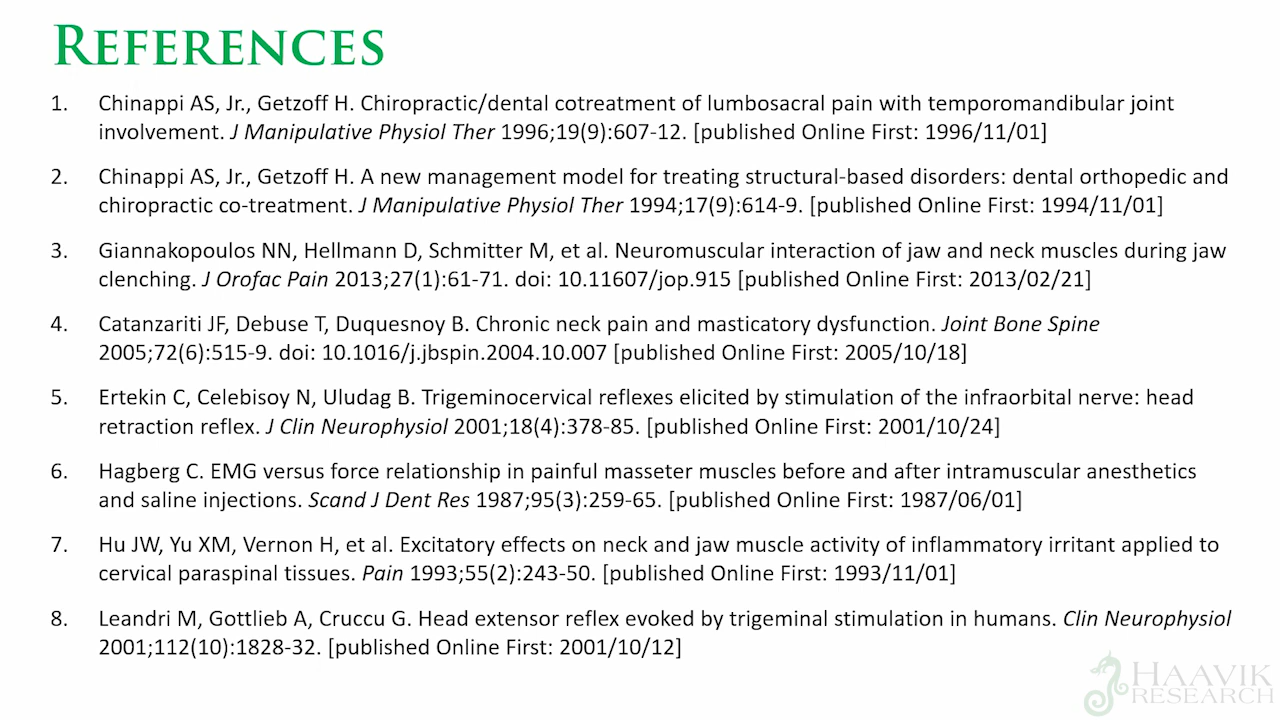 REFERENCES
1. Chinappi AS, Jr., Getzoff H. Chiropractic/dental cotreatment of lumbosacral pain with temporomandibular joint
involvement. J Manipulative Physiol Ther 1996;19(9):607-12. [published Online First: 1996/11/01]
2. Chinappi AS, Jr., Getzoff H. A new management model for treating structural-based disorders: dental orthopedic and
chiropractic co-treatment. J Manipulative Physiol Ther 1994;17(9):614-9. [published Online First: 1994/11/01]
3. Giannakopoulos NN, Hellmann D, Schmitter M, et al. Neuromuscular interaction of jaw and neck muscles during jaw
clenching. J Orofac Pain 2013;27(1):61-71. doi: 10.11607/jop.915 [published Online First: 2013/02/21]
4. Catanzariti JF, Debuse T, Duquesnoy B. Chronic neck pain and masticatory dysfunction. Joint Bone Spine
2005;72(6):515-9. doi: 10.1016/j.jbspin.2004.10.007 [published Online First: 2005/10/18]
5. Ertekin C, Celebisoy N, Uludag B. Trigeminocervical reflexes elicited by stimulation of the infraorbital nerve: head
retraction reflex. J Clin Neurophysiol 2001;18(4):378-85. [published Online First: 2001/10/24]
6. Hagberg C. EMG versus force relationship in painful masseter muscles before and after intramuscular anesthetics
and saline injections. Scand J Dent Res 1987;95(3):259-65. [published Online First: 1987/06/01]
7. Hu JW, Yu XM, Vernon H, et al. Excitatory effects on neck and jaw muscle activity of inflammatory irritant applied to
cervical paraspinal tissues. Pain 1993;55(2):243-50. [published Online First: 1993/11/01]
8. Leandri M, Gottlieb A, Cruccu G. Head extensor reflex evoked by trigeminal stimulation in humans. Clin Neurophysiol
2001;112(10):1828-32. [published Online First: 2001/10/12]
HAAVIK
RESEARCH